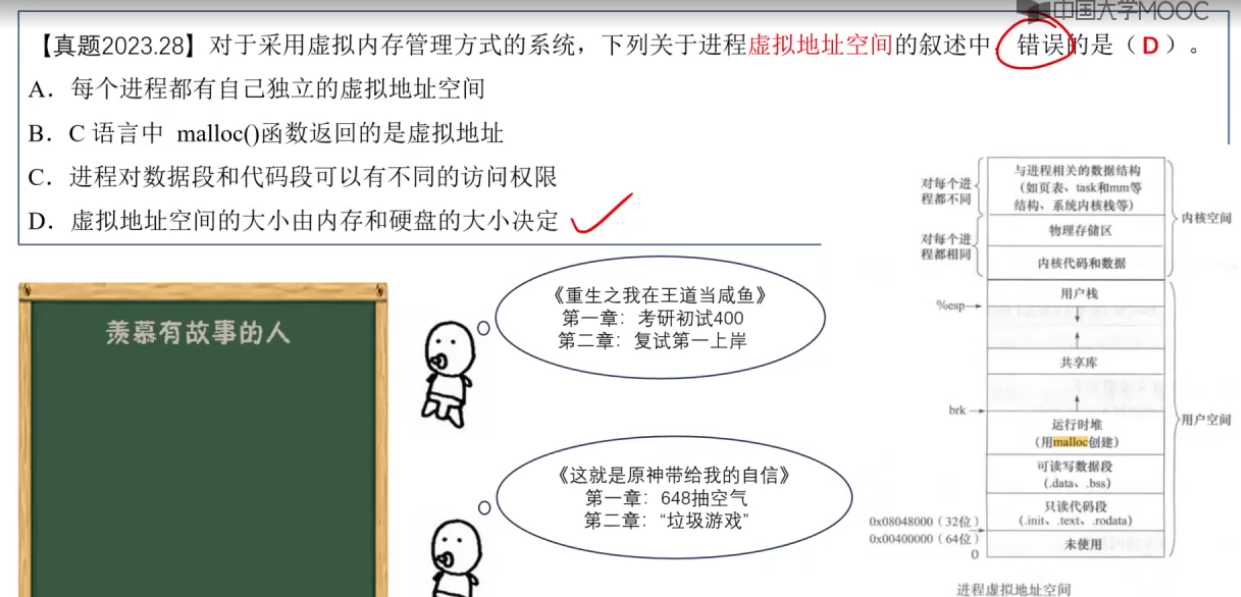 中国大学MOOC
【真题2023.28】对于采用虚拟内存管理方式的系统，下列关于进程虚拟地址空间的叙述中，错误的是（ D ）。
A．每个进程都有自己独立的虚拟地址空间
B．C 语言中 malloc()函数返回的是虚拟地址
C．进程对数据段和代码段可以有不同的访问权限
D．虚拟地址空间的大小由内存和硬盘的大小决定
羡慕有故事的人
《重生之我在王道当咸鱼》
第一章：考研初试400
第二章：复试第一上岸
《这就是原神带给我的自信》
第一章：648抽空气
第二章：“垃圾游戏”
对每个进
程都不同
与进程相关的数据结构
（如页表、task和mm等
结构、系统内核栈等）
物理存储区
内核空间
对每个进
程都相同
内核代码和数据
用户栈
%esp
共享库
brk
运行时堆
（用malloc创建）
用户空间
可读写数据段
（.data、.bss）
只读代码段
（.init、.text、.rodata）
0x08048000（32位）
0x00400000（64位）
未使用
0
进程虚拟地址空间